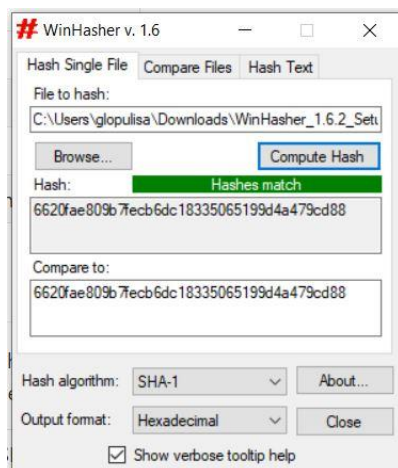 WinHasher v. 1.6
Hash Single File Compare Files Hash Text
File to hash:
C:\Users\glopulisa\Downloads\WinHasher_1.6.2_Setu
Browse... Compute Hash
Hash: Hashes match
6620fae809b7fecb6dc18335065199d4a479cd88
Compare to:
6620fae809b7fecb6dc18335065199d4a479cd88
Hash algorithm: SHA-1 About...
Output format: Hexadecimal Close
Show verbose tooltip help